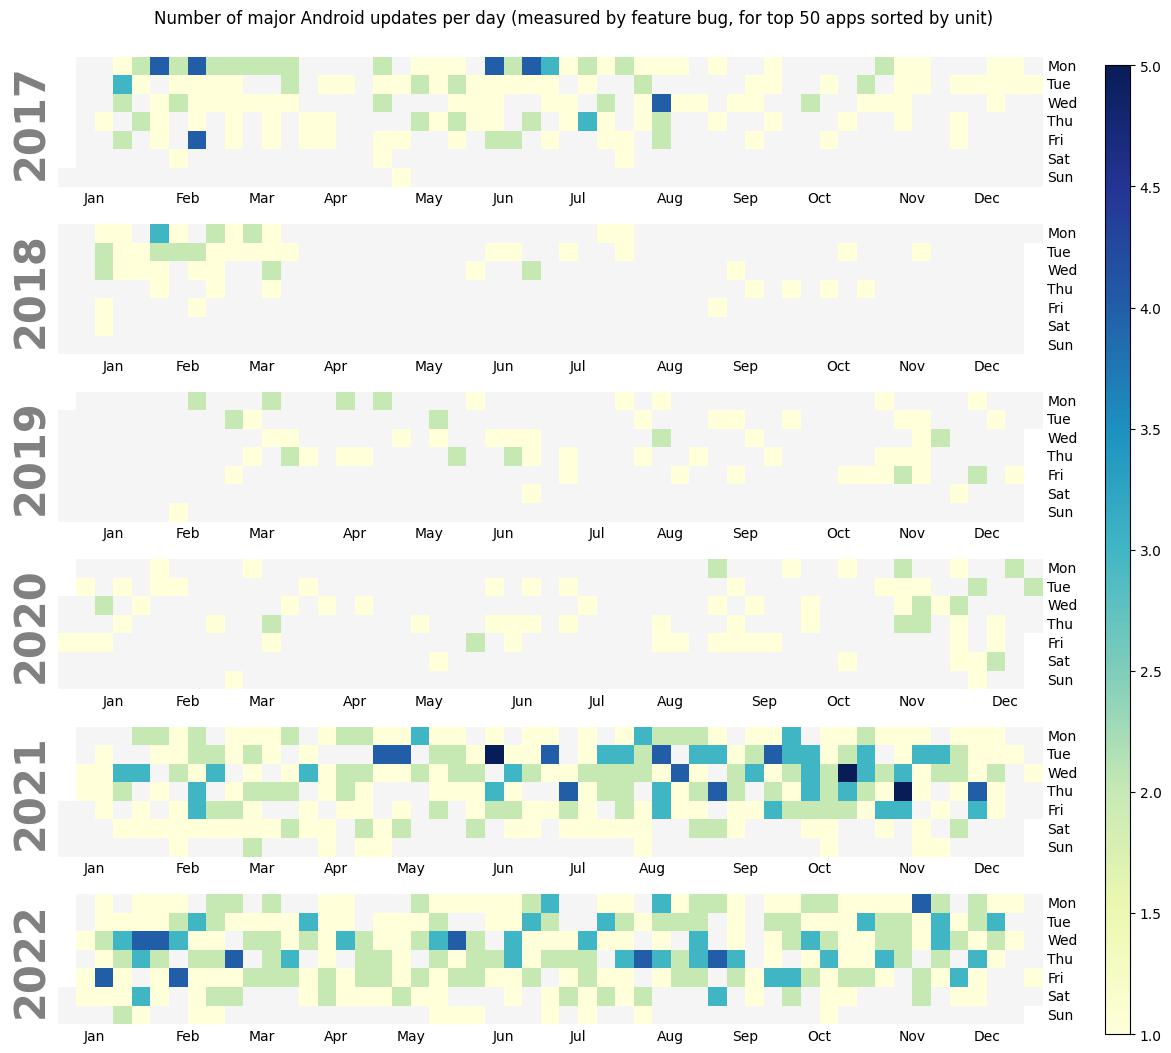 Number of major Android updates per day (measured by feature bug, for top 50 apps sorted by unit)
2017
Mon
Tue
Wed
Thu
Fri
Sat
Sun
Jan Feb Mar Apr May Jun Jul Aug Sep Oct Nov Dec
2018
Mon
Tue
Wed
Thu
Fri
Sat
Sun
Jan Feb Mar Apr May Jun Jul Aug Sep Oct Nov Dec
2019
Mon
Tue
Wed
Thu
Fri
Sat
Sun
Jan Feb Mar Apr May Jun Jul Aug Sep Oct Nov Dec
2020
Mon
Tue
Wed
Thu
Fri
Sat
Sun
Jan Feb Mar Apr May Jun Jul Aug Sep Oct Nov Dec
2021
Mon
Tue
Wed
Thu
Fri
Sat
Sun
Jan Feb Mar Apr May Jun Jul Aug Sep Oct Nov Dec
2022
Mon
Tue
Wed
Thu
Fri
Sat
Sun
Jan Feb Mar Apr May Jun Jul Aug Sep Oct Nov Dec
5.0
4.5
4.0
3.5
3.0
2.5
2.0
1.5
1.0